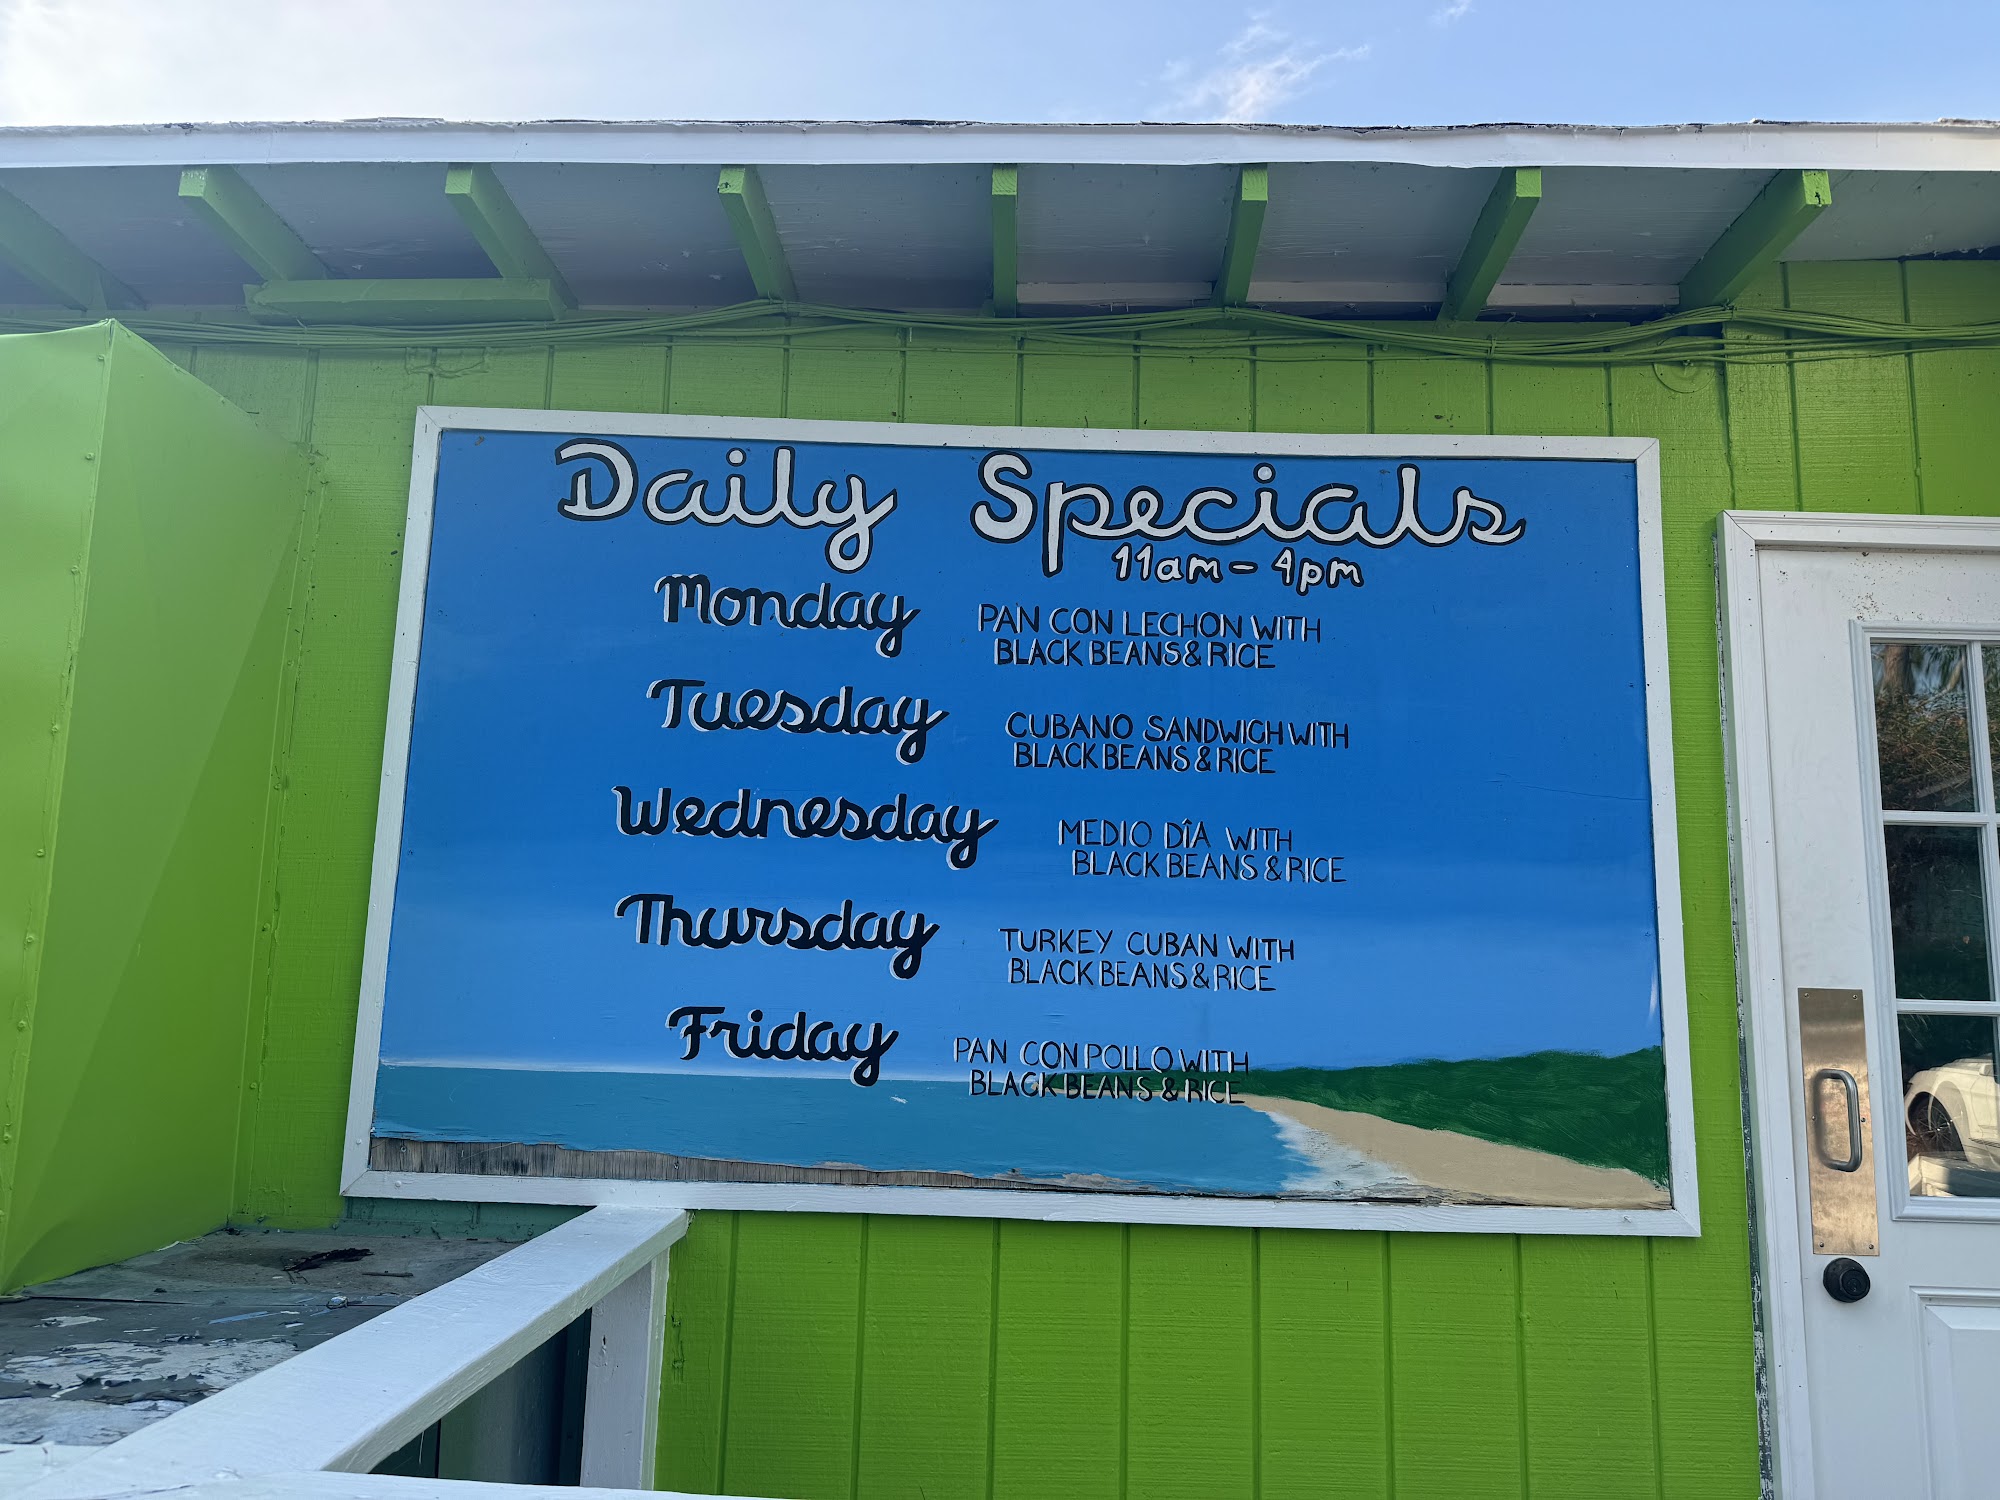 Daily Specials
11am - 4pm
Monday PAN CON LECHON WITH
BLACK BEANS & RICE
Tuesday CUBANO SANDWICH WITH
BLACK BEANS & RICE
Wednesday MEDIO DÎA WITH
BLACK BEANS & RICE
Thursday TURKEY CUBAN WITH
BLACK BEANS & RICE
Friday PAN CON POLLO WITH
BLACK BEANS & RICE